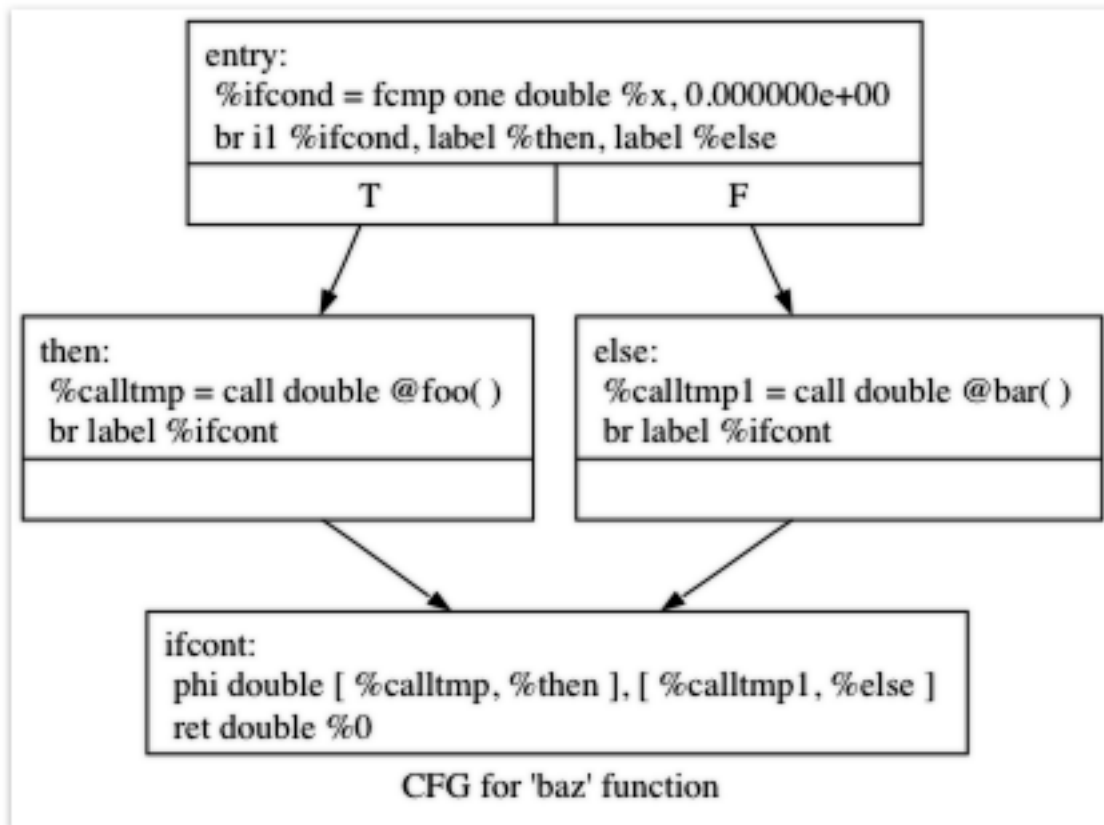 entry:
%ifcond = fcmp one double %x, 0.000000e+00
br i1 %ifcond, label %then, label %else
T
F
then:
%calltmp = call double @foo( )
br label %ifcont
else:
%calltmp1 = call double @bar( )
br label %ifcont
ifcont:
phi double [ %calltmp, %then ], [ %calltmp1, %else ]
ret double %0
CFG for 'baz' function